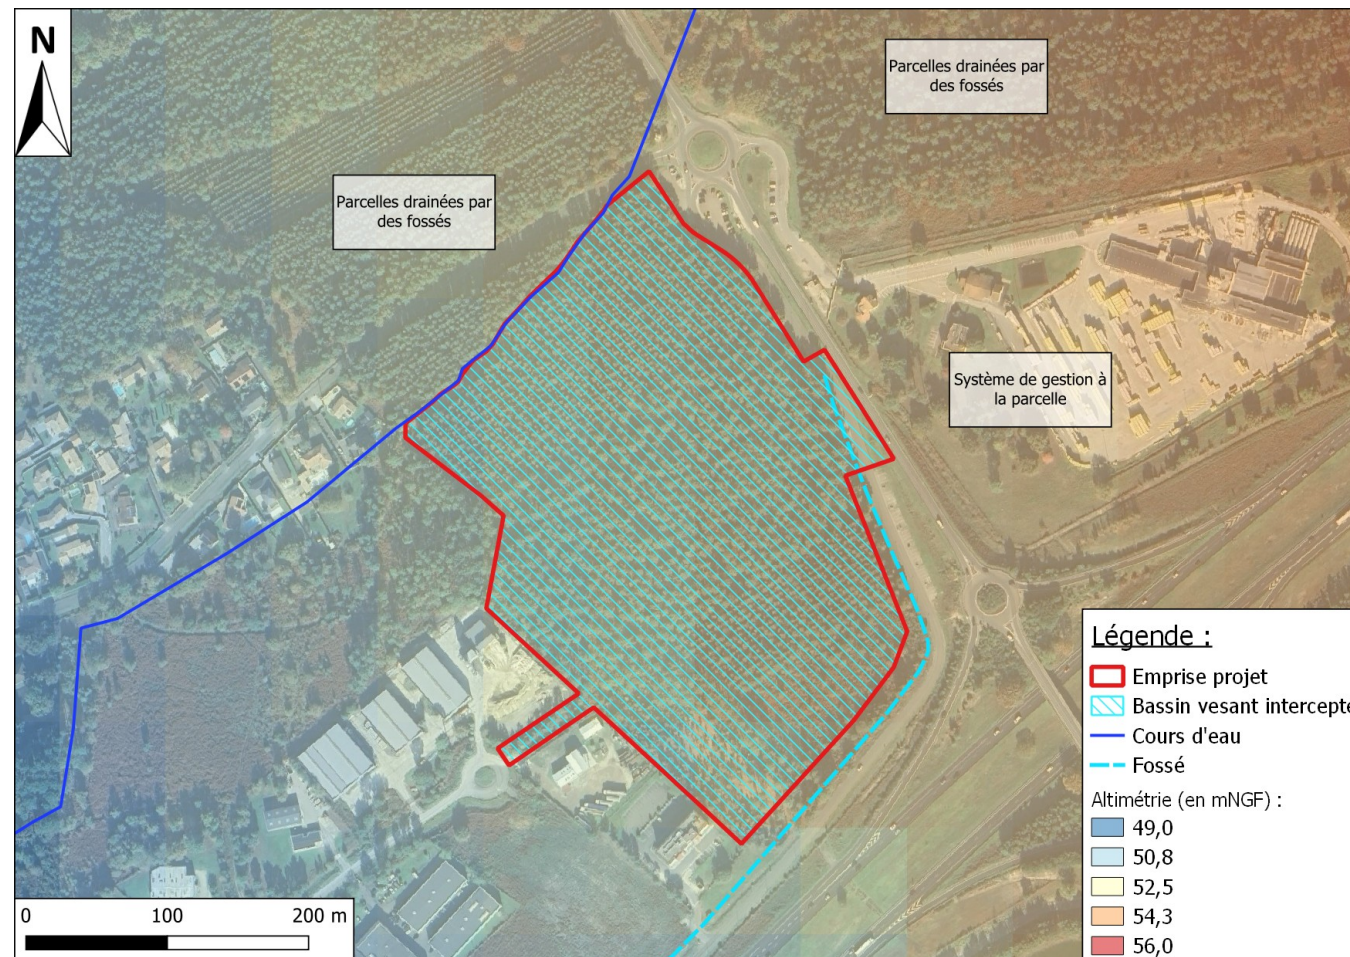 N
Parcelles drainées par
des fossés
Parcelles drainées par
des fossés
Système de gestion à
la parcelle
Légende :
Emprise projet
Bassin vesant intercepté
Cours d'eau
Fossé
Altimétrie (en mNGF) :
49,0
50,8
52,5
54,3
56,0
0 100 200 m